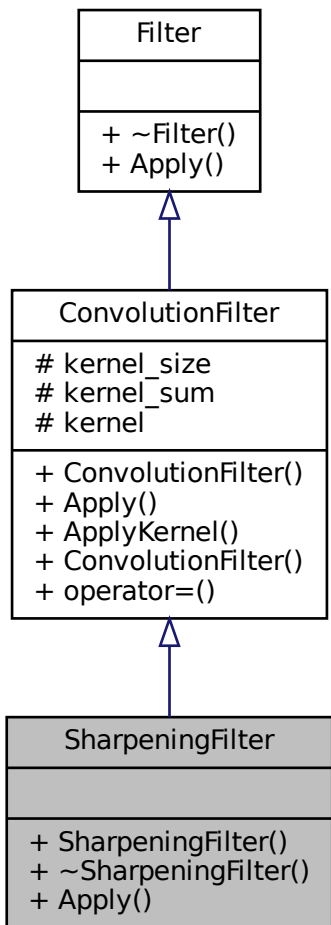 Filter
+ ~Filter()
+ Apply()
ConvolutionFilter
# kernel_size
# kernel_sum
# kernel
+ ConvolutionFilter()
+ Apply()
+ ApplyKernel()
+ ConvolutionFilter()
+ operator=()
SharpeningFilter
+ SharpeningFilter()
+ ~SharpeningFilter()
+ Apply()